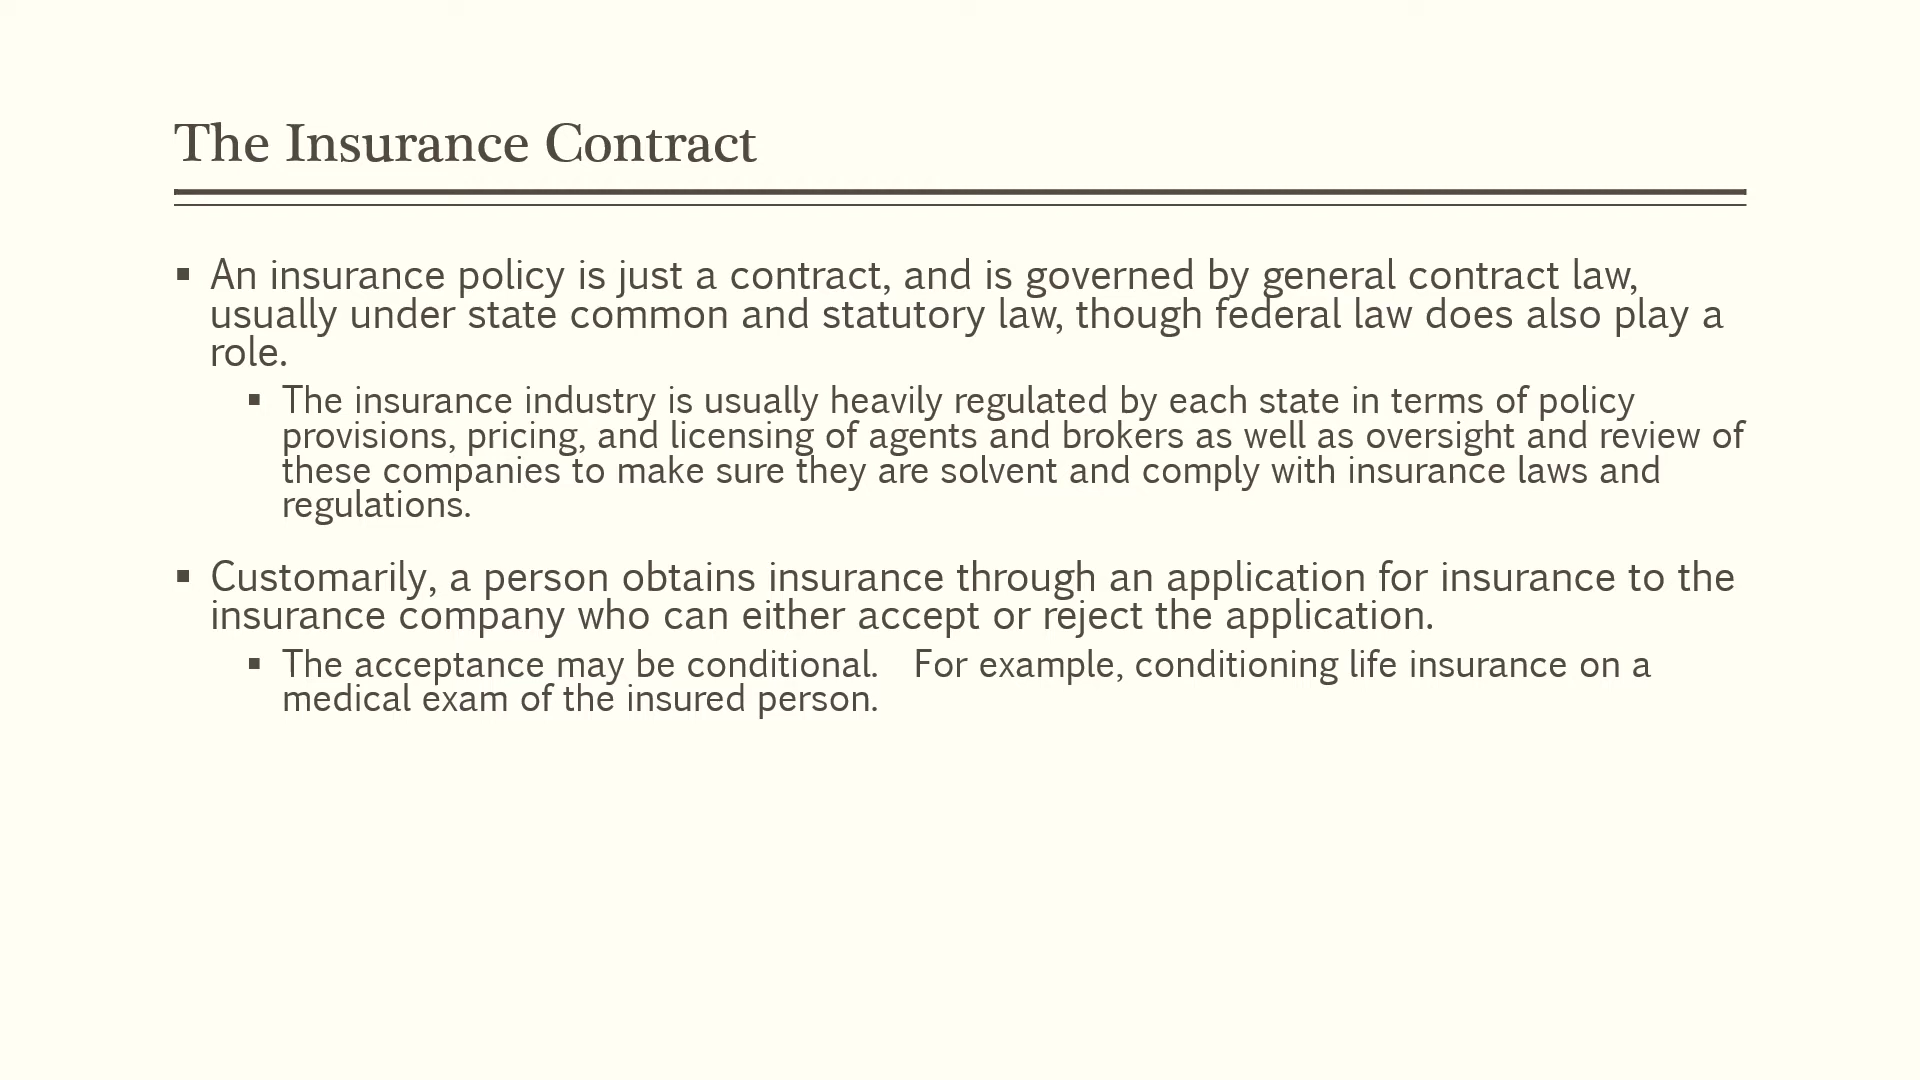 The Insurance Contract
▪ An insurance policy is just a contract, and is governed by general contract law,
usually under state common and statutory law, though federal law does also play a
role.
▪ The insurance industry is usually heavily regulated by each state in terms of policy
provisions, pricing, and licensing of agents and brokers as well as oversight and review of
these companies to make sure they are solvent and comply with insurance laws and
regulations.
▪ Customarily, a person obtains insurance through an application for insurance to the
insurance company who can either accept or reject the application.
▪ The acceptance may be conditional.   For example, conditioning life insurance on a
medical exam of the insured person.